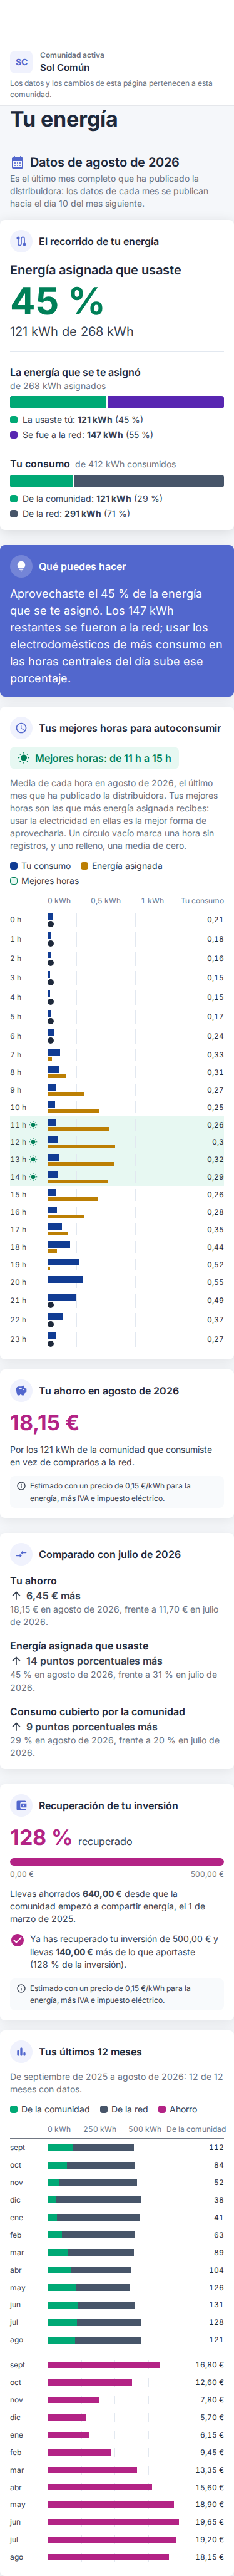 SC
Comunidad activa
Sol Común
Los datos y los cambios de esta página pertenecen a esta
comunidad.
Tu energía
Datos de agosto de 2026
Es el último mes completo que ha publicado la
distribuidora: los datos de cada mes se publican
hacia el día 10 del mes siguiente.
El recorrido de tu energía
Energía asignada que usaste
45 %
121 kWh de 268 kWh
La energía que se te asignó
de 268 kWh asignados
La usaste tú: 121 kWh (45 %)
Se fue a la red: 147 kWh (55 %)
Tu consumo de 412 kWh consumidos
De la comunidad: 121 kWh (29 %)
De la red: 291 kWh (71 %)
Qué puedes hacer
Aprovechaste el 45 % de la energía
que se te asignó. Los 147 kWh
restantes se fueron a la red; usar los
electrodomésticos de más consumo en
las horas centrales del día sube ese
porcentaje.
Tus mejores horas para autoconsumir
Mejores horas: de 11 h a 15 h
Media de cada hora en agosto de 2026, el último
mes que ha publicado la distribuidora. Tus mejores
horas son las que más energía asignada recibes:
usar la electricidad en ellas es la mejor forma de
aprovecharla. Un círculo vacío marca una hora sin
registros, y uno relleno, una media de cero.
Tu consumo Energía asignada
Mejores horas
0 kWh 0,5 kWh 1 kWh Tu consumo
0 h 0,21
1 h 0,18
2 h 0,16
3 h 0,15
4 h 0,15
5 h 0,17
6 h 0,24
7 h 0,33
8 h 0,31
9 h 0,27
10 h 0,25
11 h 0,26
12 h 0,3
13 h 0,32
14 h 0,29
15 h 0,26
16 h 0,28
17 h 0,35
18 h 0,44
19 h 0,52
20 h 0,55
21 h 0,49
22 h 0,37
23 h 0,27
Tu ahorro en agosto de 2026
18,15 €
Por los 121 kWh de la comunidad que consumiste
en vez de comprarlos a la red.
Estimado con un precio de 0,15 €/kWh para la
energía, más IVA e impuesto eléctrico.
Comparado con julio de 2026
Tu ahorro
6,45 € más
18,15 € en agosto de 2026, frente a 11,70 € en julio
de 2026.
Energía asignada que usaste
14 puntos porcentuales más
45 % en agosto de 2026, frente a 31 % en julio de
2026.
Consumo cubierto por la comunidad
9 puntos porcentuales más
29 % en agosto de 2026, frente a 20 % en julio de
2026.
Recuperación de tu inversión
128 % recuperado
0,00 € 500,00 €
Llevas ahorrados 640,00 € desde que la
comunidad empezó a compartir energía, el 1 de
marzo de 2025.
Ya has recuperado tu inversión de 500,00 € y
llevas 140,00 € más de lo que aportaste
(128 % de la inversión).
Estimado con un precio de 0,15 €/kWh para la
energía, más IVA e impuesto eléctrico.
Tus últimos 12 meses
De septiembre de 2025 a agosto de 2026: 12 de 12
meses con datos.
De la comunidad De la red Ahorro
0 kWh 250 kWh 500 kWh De la comunidad
sept 112
oct 84
nov 52
dic 38
ene 41
feb 63
mar 89
abr 104
may 126
jun 131
jul 128
ago 121
sept 16,80 €
oct 12,60 €
nov 7,80 €
dic 5,70 €
ene 6,15 €
feb 9,45 €
mar 13,35 €
abr 15,60 €
may 18,90 €
jun 19,65 €
jul 19,20 €
ago 18,15 €